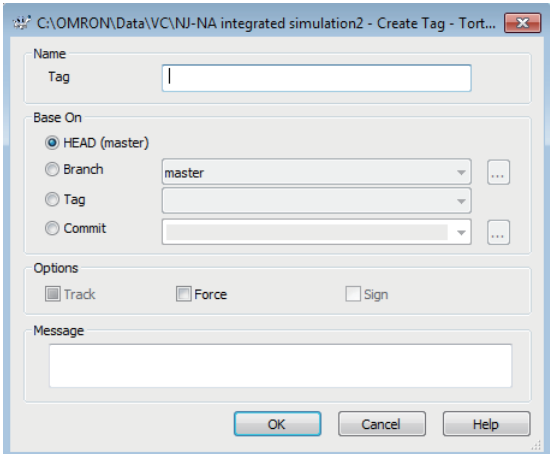 C:\OMRON\Data\VC\NJ-NA integrated simulation2 - Create Tag - Tort...
Name
Tag
Base On
HEAD (master)
Branch
master
...
Tag
Commit
...
Options
Track
Force
Sign
Message
OK
Cancel
Help